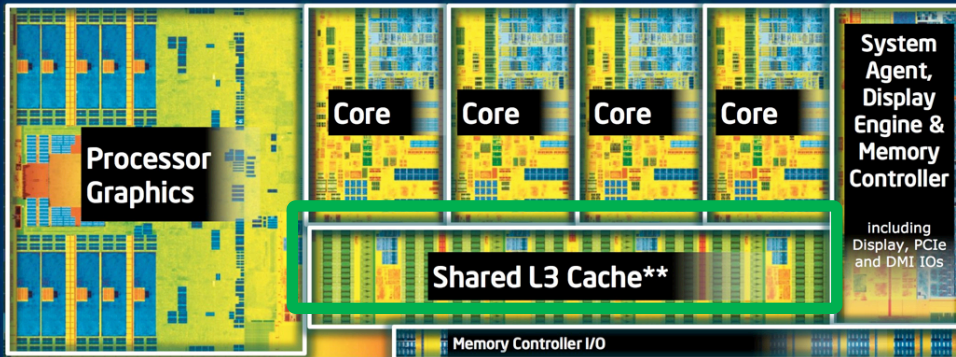 Processor
Graphics
Core
Core
Core
Core
System
Agent,
Display
Engine &
Memory
Controller
including
Display, PCIe
and DMI IOs
Shared L3 Cache**
Memory Controller I/O